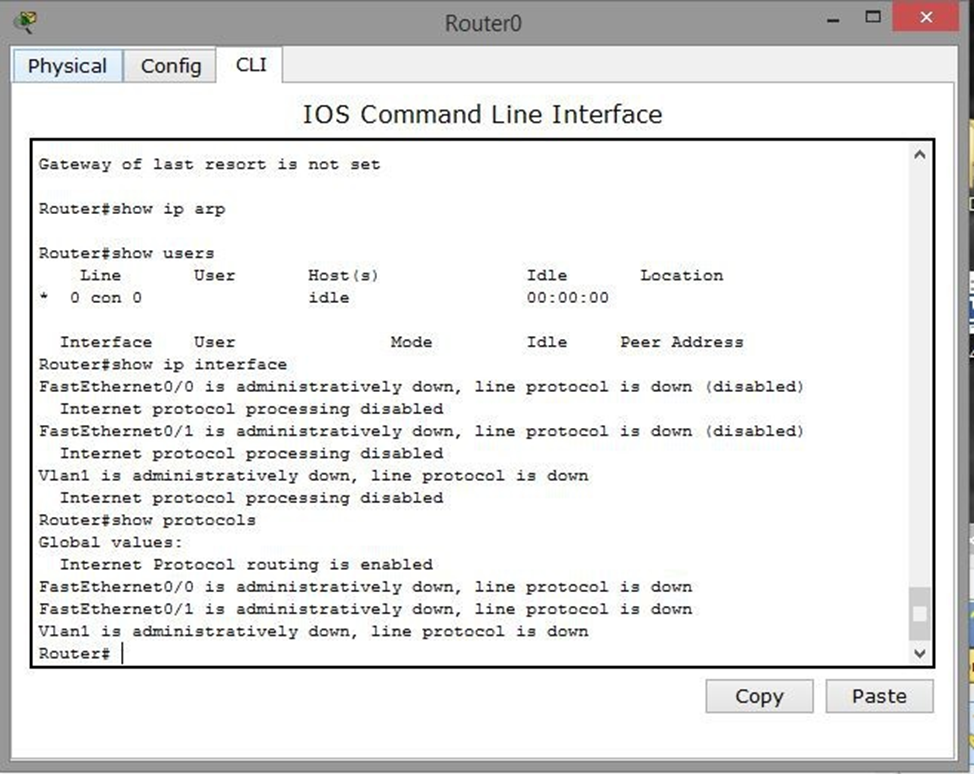 Router0
Physical Config CLI
IOS Command Line Interface
Gateway of last resort is not set
Router#show ip arp
Router#show users
Line User Host(s) Idle Location
* 0 con 0 idle 00:00:00
Interface User Mode Idle Peer Address
Router#show ip interface
FastEthernet0/0 is administratively down, line protocol is down (disabled)
Internet protocol processing disabled
FastEthernet0/1 is administratively down, line protocol is down (disabled)
Internet protocol processing disabled
Vlan1 is administratively down, line protocol is down
Internet protocol processing disabled
Router#show protocols
Global values:
Internet Protocol routing is enabled
FastEthernet0/0 is administratively down, line protocol is down
FastEthernet0/1 is administratively down, line protocol is down
Vlan1 is administratively down, line protocol is down
Router#
Copy Paste